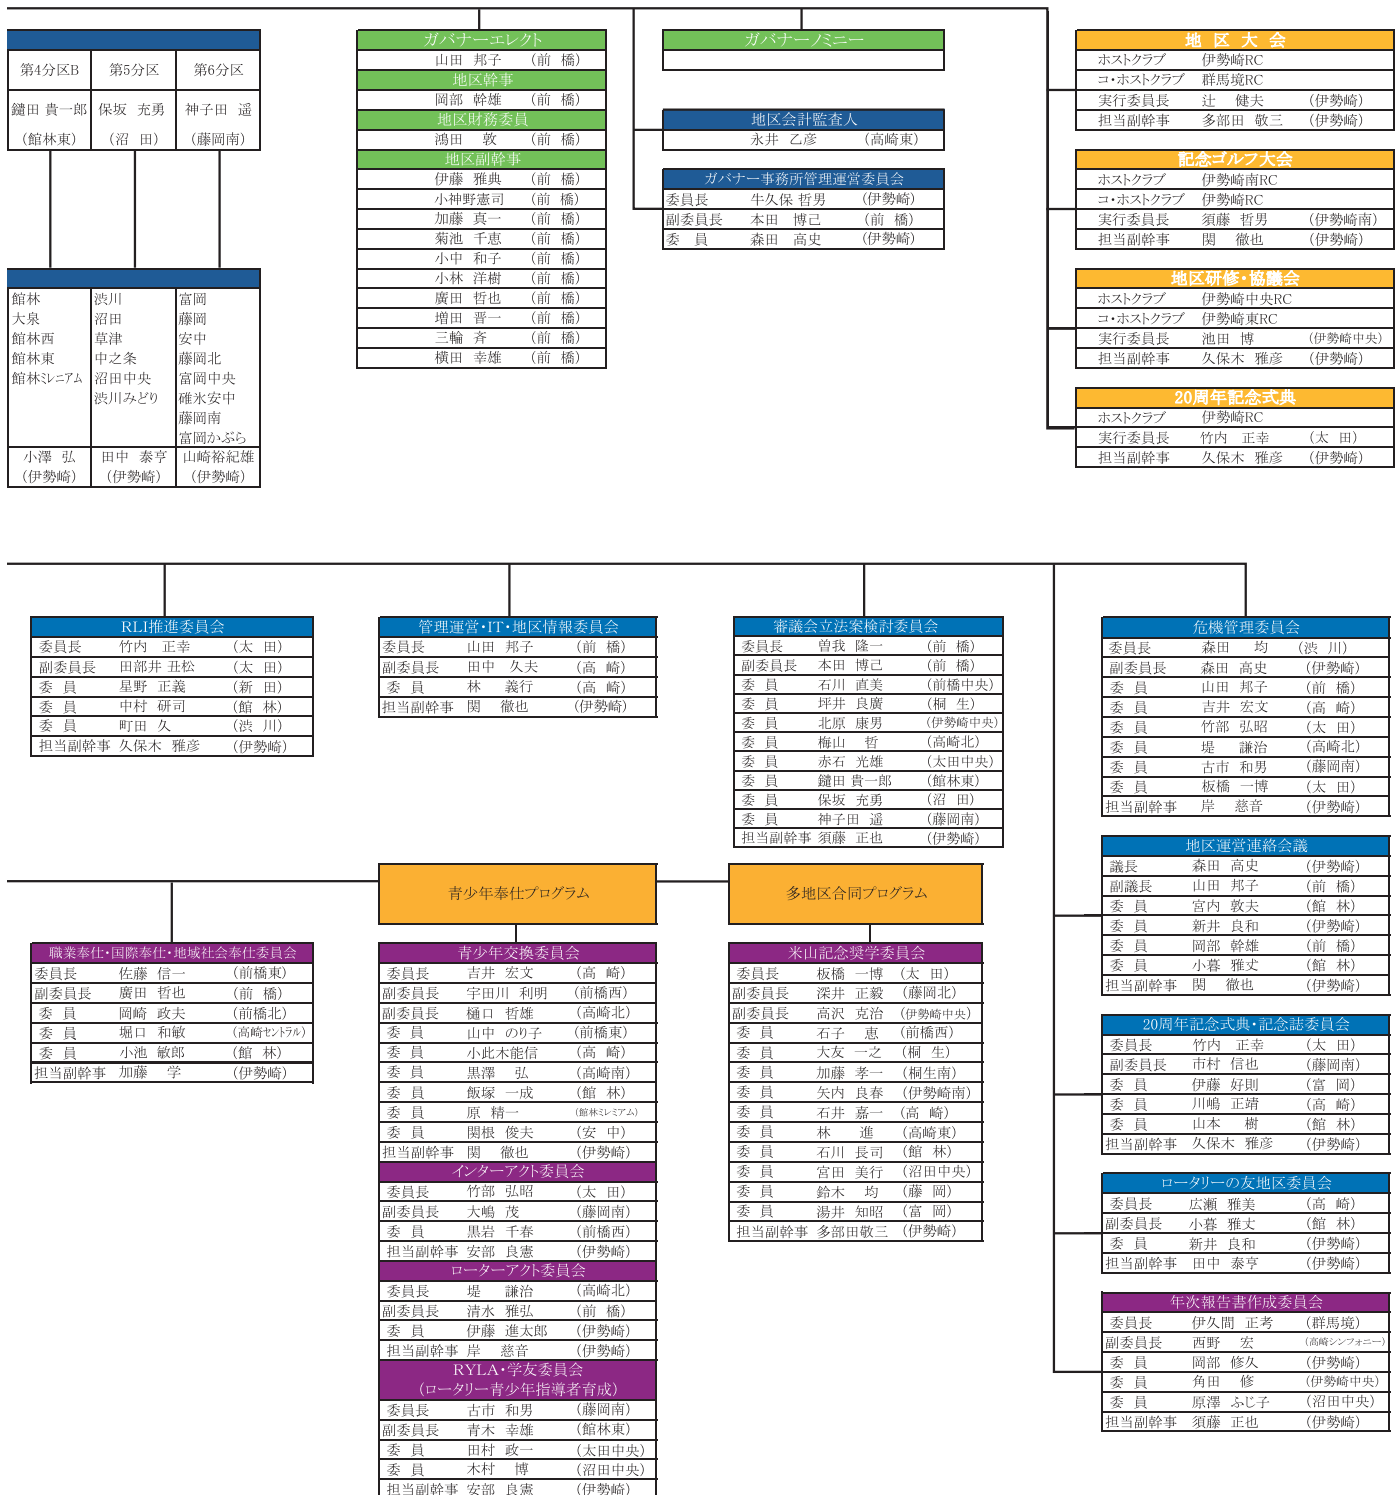 第4分区B 第5分区 第6分区
鑓田 貴一郎 保坂 充勇 神子田 遥
（館林東） （沼 田） （藤岡南）
館林 渋川 富岡
大泉 沼田 藤岡
館林西 草津 安中
館林東 中之条 藤岡北
館林ミレニアム 沼田中央 富岡中央
渋川みどり 碓氷安中
藤岡南
富岡かぶら
小澤 弘 田中 泰亨 山崎裕紀雄
（伊勢崎） （伊勢崎） （伊勢崎）
ガバナーエレクト
山田 邦子 （前 橋）
地区幹事
岡部 幹雄 （前 橋）
地区財務委員
鴻田 敦 （前 橋）
地区副幹事
伊藤 雅典 （前 橋）
小神野憲司 （前 橋）
加藤 真一 （前 橋）
菊池 千恵 （前 橋）
小中 和子 （前 橋）
小林 洋樹 （前 橋）
廣田 哲也 （前 橋）
増田 晋一 （前 橋）
三輪 斉 （前 橋）
横田 幸雄 （前 橋）
ガバナーノミニー
地区会計監査人
永井 乙彦 （高崎東）
ガバナー事務所管理運営委員会
委員長 牛久保 哲男 （伊勢崎）
副委員長 本田 博己 （前 橋）
委 員 森田 高史 （伊勢崎）
地 区 大 会
ホストクラブ 伊勢崎RC
コ・ホストクラブ 群馬境RC
実行委員長 辻 健夫 （伊勢崎）
担当副幹事 多部田 敬三 （伊勢崎）
記念ゴルフ大会
ホストクラブ 伊勢崎南RC
コ・ホストクラブ 伊勢崎RC
実行委員長 須藤 哲男 （伊勢崎南）
担当副幹事 関 徹也 （伊勢崎）
地区研修・協議会
ホストクラブ 伊勢崎中央RC
コ・ホストクラブ 伊勢崎東RC
実行委員長 池田 博 （伊勢崎中央）
担当副幹事 久保木 雅彦 （伊勢崎）
20周年記念式典
ホストクラブ 伊勢崎RC
実行委員長 竹内 正幸 （太 田）
担当副幹事 久保木 雅彦 （伊勢崎）
RLI推進委員会
委員長 竹内 正幸 （太 田）
副委員長 田部井 丑松 （太 田）
委 員 星野 正義 （新 田）
委 員 中村 研司 （館 林）
委 員 町田 久 （渋 川）
担当副幹事 久保木 雅彦 （伊勢崎）
管理運営・IT・地区情報委員会
委員長 山田 邦子 （前 橋）
副委員長 田中 久夫 （高 崎）
委 員 林 義行 （高 崎）
担当副幹事 関 徹也 （伊勢崎）
審議会立法案検討委員会
委員長 曽我 隆一 （前 橋）
副委員長 本田 博己 （前 橋）
委 員 石川 直美 （前橋中央）
委 員 坪井 良廣 （桐 生）
委 員 北原 康男 （伊勢崎中央）
委 員 梅山 哲 （高崎北）
委 員 赤石 光雄 （太田中央）
委 員 鑓田 貴一郎 （館林東）
委 員 保坂 充勇 （沼 田）
委 員 神子田 遥 （藤岡南）
担当副幹事 須藤 正也 （伊勢崎）
危機管理委員会
委員長 森田 均 （渋 川）
副委員長 森田 高史 （伊勢崎）
委 員 山田 邦子 （前 橋）
委 員 吉井 宏文 （高 崎）
委 員 竹部 弘昭 （太 田）
委 員 堤 謙治 （高崎北）
委 員 古市 和男 （藤岡南）
委 員 板橋 一博 （太 田）
担当副幹事 岸 慈音 （伊勢崎）
地区運営連絡会議
議長 森田 高史 （伊勢崎）
副議長 山田 邦子 （前 橋）
委 員 宮内 敦夫 （館 林）
委 員 新井 良和 （伊勢崎）
委 員 岡部 幹雄 （前 橋）
委 員 小暮 雅丈 （館 林）
担当副幹事 関 徹也 （伊勢崎）
20周年記念式典・記念誌委員会
委員長 竹内 正幸 （太 田）
副委員長 市村 信也 （藤岡南）
委 員 伊藤 好則 （富 岡）
委 員 川嶋 正靖 （高 崎）
委 員 山本 樹 （館 林）
担当副幹事 久保木 雅彦 （伊勢崎）
ロータリーの友地区委員会
委員長 広瀬 雅美 （高 崎）
副委員長 小暮 雅丈 （館 林）
委 員 新井 良和 （伊勢崎）
担当副幹事 田中 泰亨 （伊勢崎）
年次報告書作成委員会
委員長 伊久間 正考 （群馬境）
副委員長 西野 宏 （高崎シンフォニー）
委 員 岡部 修久 （伊勢崎）
委 員 角田 修 （伊勢崎中央）
委 員 原澤 ふじ子 （沼田中央）
担当副幹事 須藤 正也 （伊勢崎）
青少年奉仕プログラム
多地区合同プログラム
職業奉仕・国際奉仕・地域社会奉仕委員会
委員長 佐藤 信一 （前橋東）
副委員長 廣田 哲也 （前 橋）
委 員 岡崎 政夫 （前橋北）
委 員 堀口 和敏 （高崎セントラル）
委 員 小池 敏郎 （館 林）
担当副幹事 加藤 学 （伊勢崎）
青少年交換委員会
委員長 吉井 宏文 （高 崎）
副委員長 宇田川 利明 （前橋西）
副委員長 樋口 哲雄 （高崎北）
委 員 山中 のり子 （前橋東）
委 員 小此木能信 （高 崎）
委 員 黒澤 弘 （高崎南）
委 員 飯塚 一成 （館 林）
委 員 原 精一 （館林ミレミアム）
委 員 関根 俊夫 （安 中）
担当副幹事 関 徹也 （伊勢崎）
インターアクト委員会
委員長 竹部 弘昭 （太 田）
副委員長 大嶋 茂 （藤岡南）
委 員 黒岩 千春 （前橋西）
担当副幹事 安部 良憲 （伊勢崎）
ローターアクト委員会
委員長 堤 謙治 （高崎北）
副委員長 清水 雅弘 （前 橋）
委 員 伊藤 進太郎 （伊勢崎）
担当副幹事 岸 慈音 （伊勢崎）
RYLA・学友委員会
（ロータリー青少年指導者育成）
委員長 古市 和男 （藤岡南）
副委員長 青木 幸雄 （館林東）
委 員 田村 政一 （太田中央）
委 員 木村 博 （沼田中央）
担当副幹事 安部 良憲 （伊勢崎）
米山記念奨学委員会
委員長 板橋 一博 （太 田）
副委員長 深井 正毅 （藤岡北）
副委員長 高沢 克治 （伊勢崎中央）
委 員 石子 恵 （前橋西）
委 員 大友 一之 （桐 生）
委 員 加藤 孝一 （桐生南）
委 員 矢内 良春 （伊勢崎南）
委 員 石井 嘉一 （高 崎）
委 員 林 進 （高崎東）
委 員 石川 長司 （館 林）
委 員 宮田 美行 （沼田中央）
委 員 鈴木 均 （藤 岡）
委 員 湯井 知昭 （富 岡）
担当副幹事 多部田敬三 （伊勢崎）